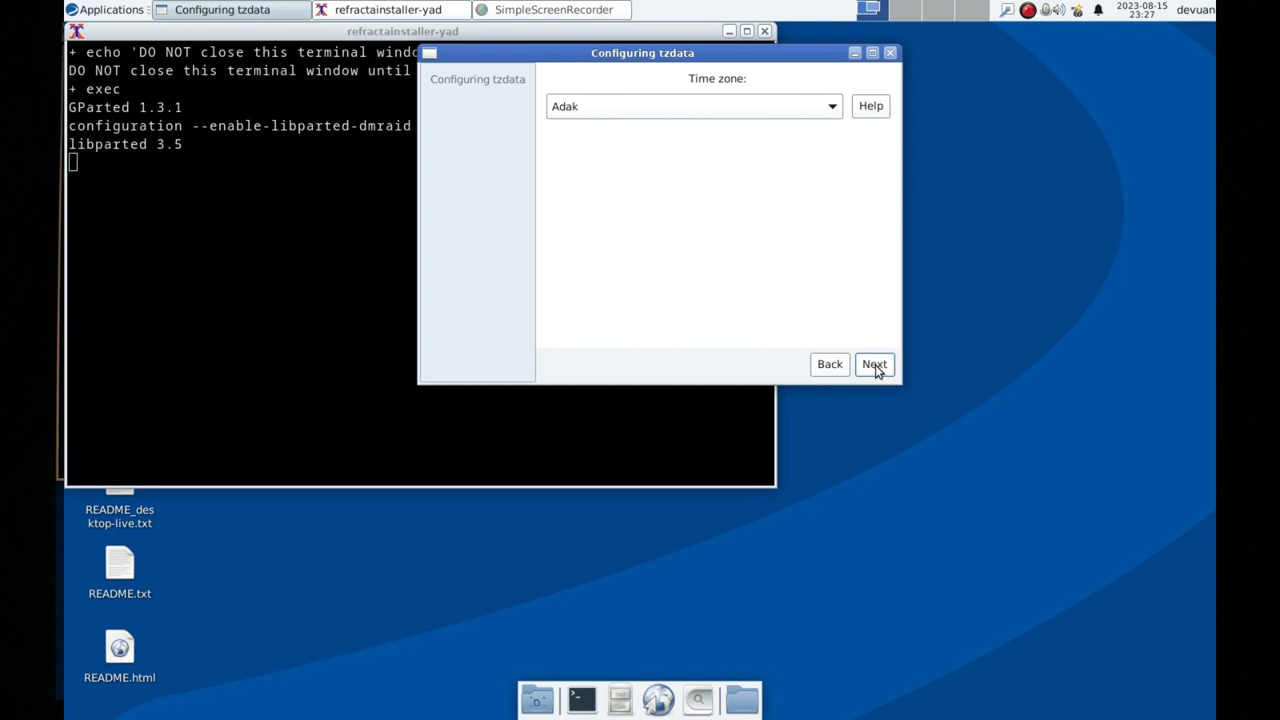 Applications
Configuring tzdata
refractainstaller-yad
SimpleScreenRecorder
2023-08-15
23:27
devuan
refractainstaller-yad
+ echo 'DO NOT close this terminal
DO NOT close this terminal window until
+ exec
GParted 1.3.1
configuration --enable-libparted-dmraid
libparted 3.5
Configuring tzdata
Configuring tzdata
Time zone:
Adak
Help
Back
Next
README_des
ktop-live.txt
README.txt
README.html